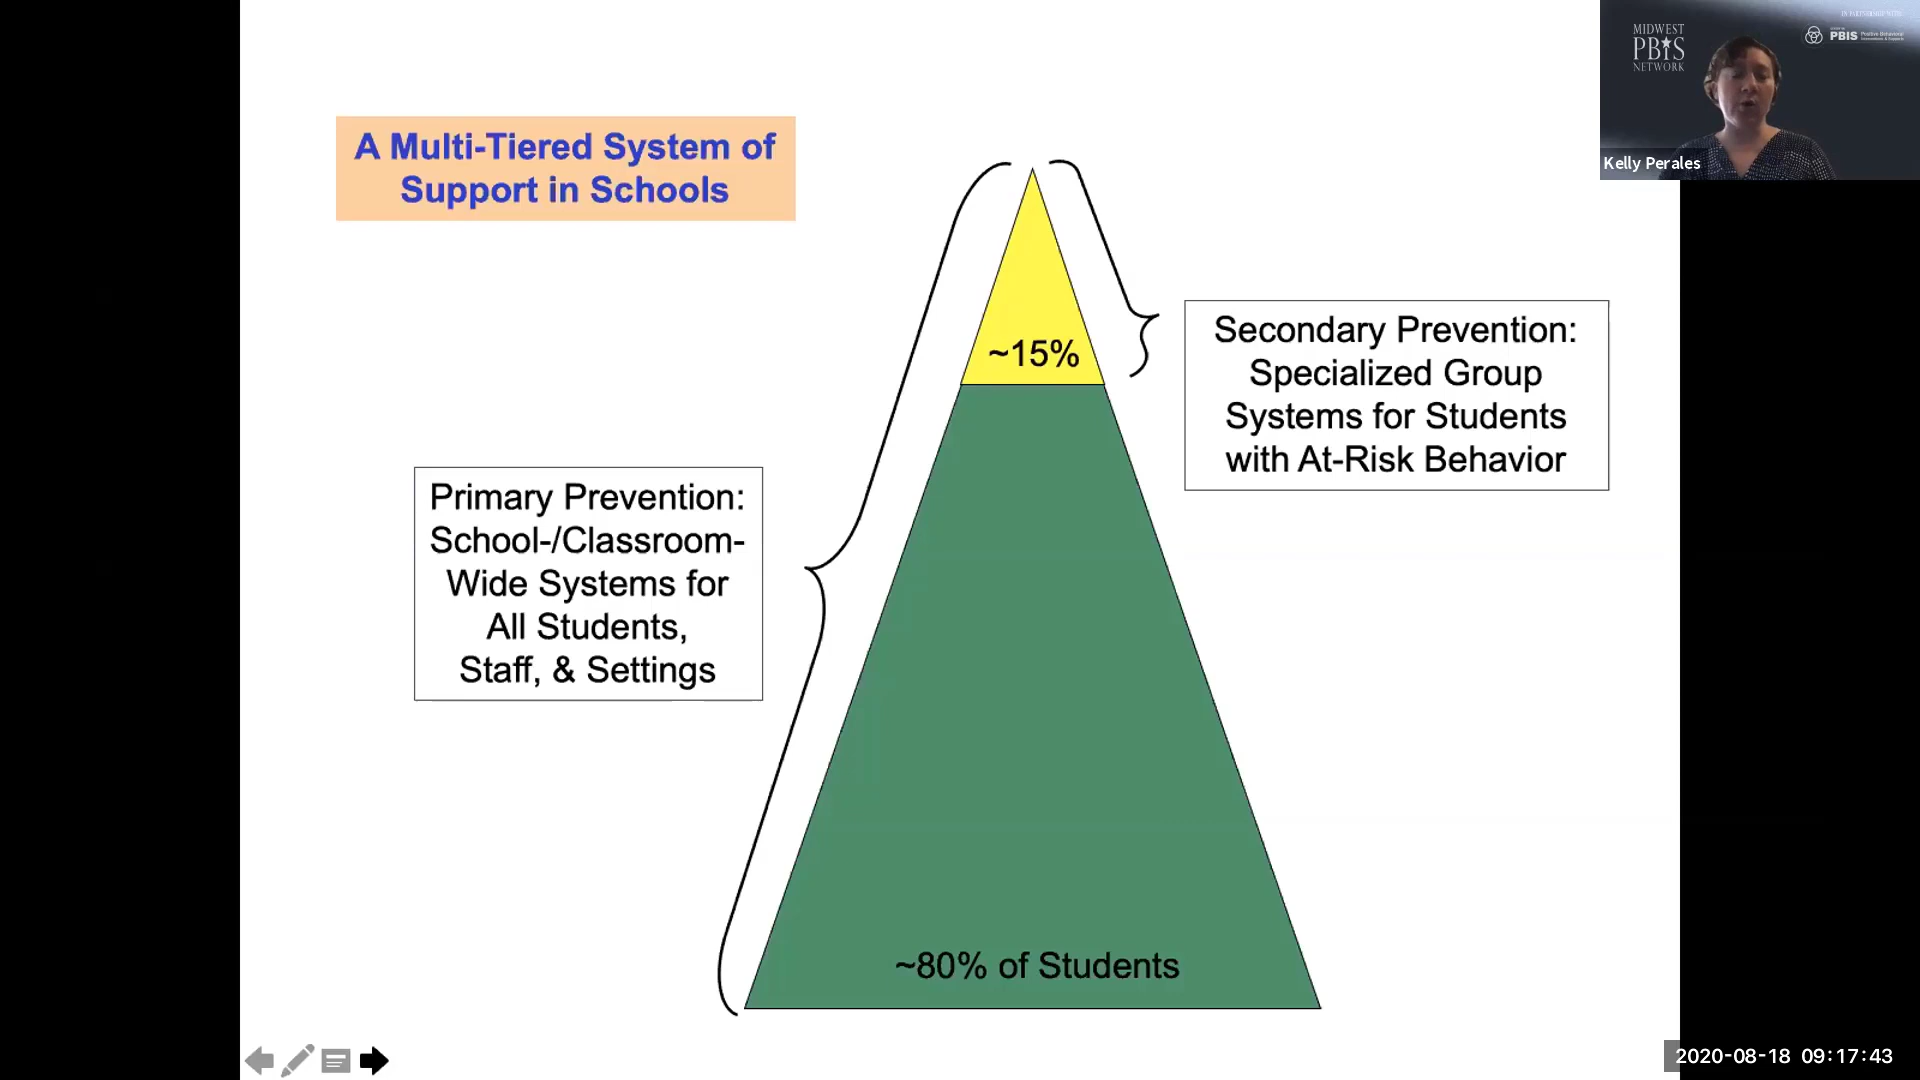 A Multi-Tiered System of
Support in Schools
MIDWEST
PBIS
NETWORK
PBIS
Kelly Perales
~15%
Secondary Prevention:
Specialized Group
Systems for Students
with At-Risk Behavior
Primary Prevention:
School-/Classroom-
Wide Systems for
All Students,
Staff, & Settings
~80% of Students
2020-08-18 09:17:43